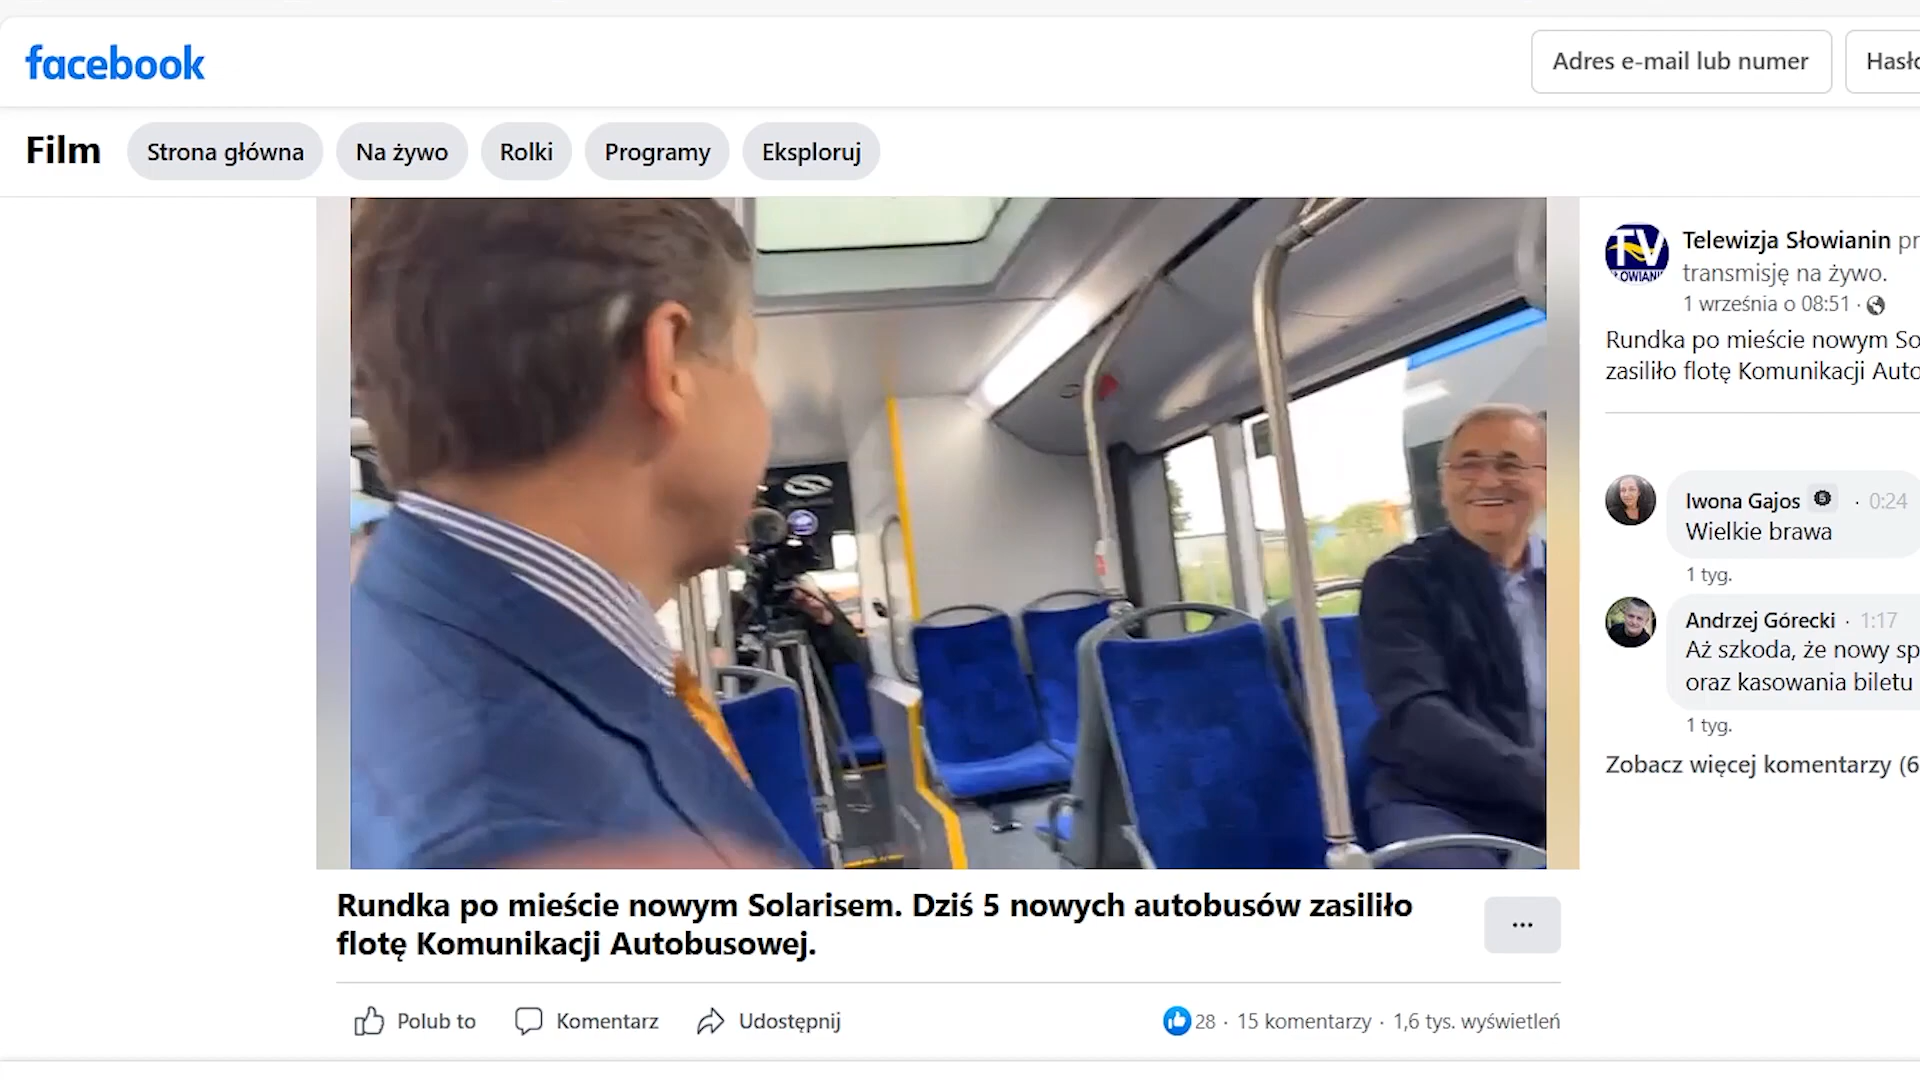 facebook
Adres e-mail lub numer
Hasło
Film
Strona główna
Na żywo
Rolki
Programy
Eksploruj
TV
Telewizja Słowianin
transmisję na żywo.
1 września o 08:51 ·
Rundka po mieście nowym
zasiliło flotę Komunikacji
Iwona Gajos · 0:24
Wielkie brawa
1 tyg.
Andrzej Górecki · 1:17
Aż szkoda, że nowy
oraz kasowania biletu
1 tyg.
Zobacz więcej komentarzy (6
Rundka po mieście nowym Solarisem. Dziś 5 nowych autobusów zasiliło
flotę Komunikacji Autobusowej.
...
Polub to
Komentarz
Udostępnij
28 · 15 komentarzy · 1,6 tys. wyświetleń